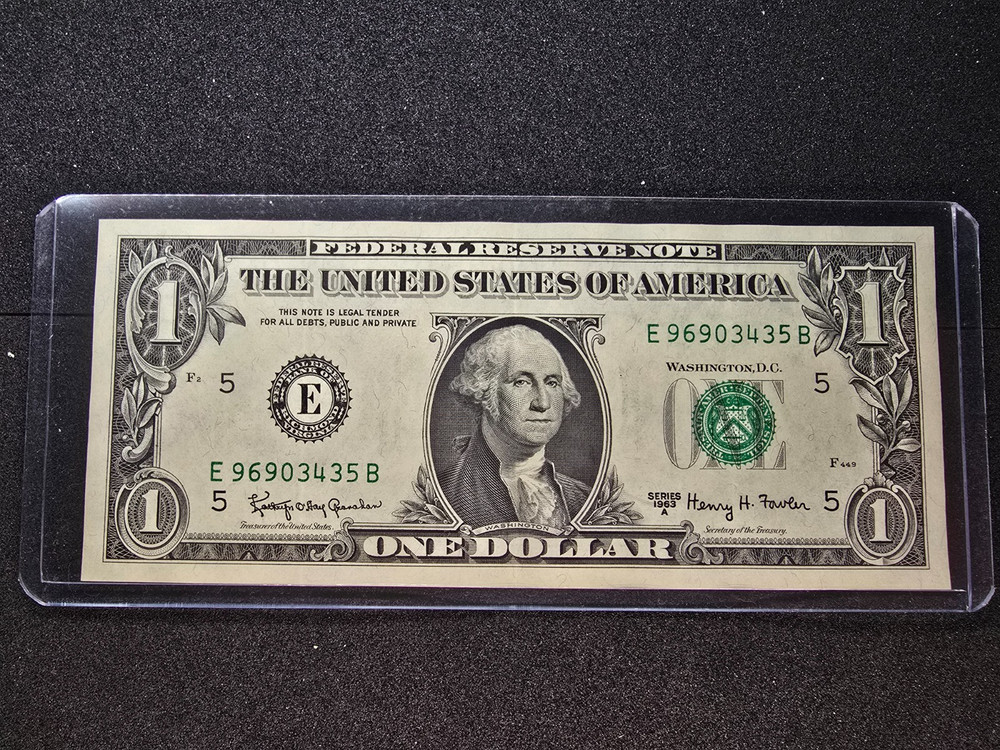 FEDERAL RESERVE NOTE
THE UNITED STATES OF AMERICA
1
1
THIS NOTE IS LEGAL TENDER
FOR ALL DEBTS, PUBLIC AND PRIVATE
E 96903435 B
WASHINGTON, D.C.
F2
5
E
ONE
5
F449
E 96903435 B
5
Kathryn O'Hay Granahan
Treasurer of the United States.
SERIES
1963
A
Henry H. Fowler
Secretary of the Treasury.
5
1
1
WASHINGTON
ONE DOLLAR